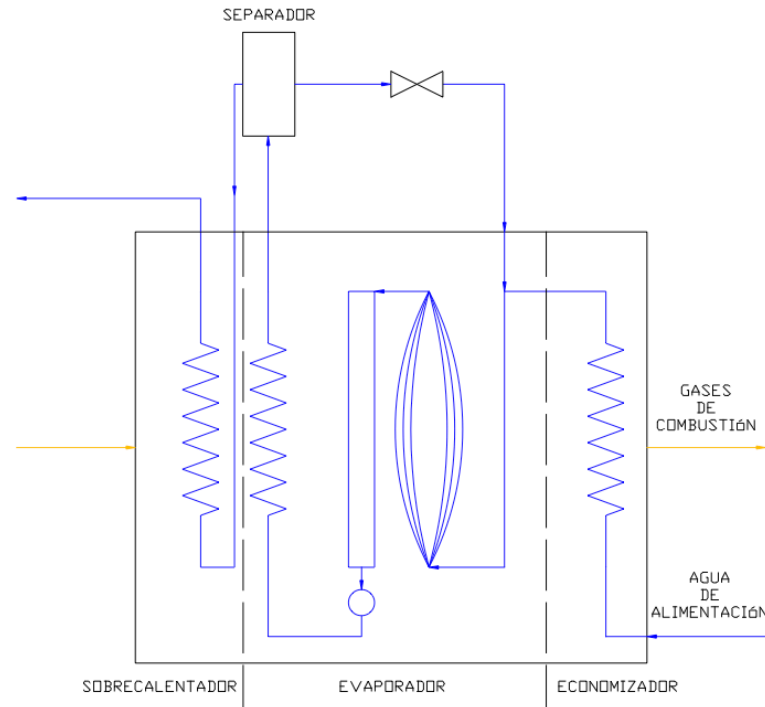 SEPARADOR
GASES
DE
COMBUSTIÓN
AGUA
DE
ALIMENTACIÓN
SOBRECALENTADOR
EVAPORADOR
ECONOMIZADOR